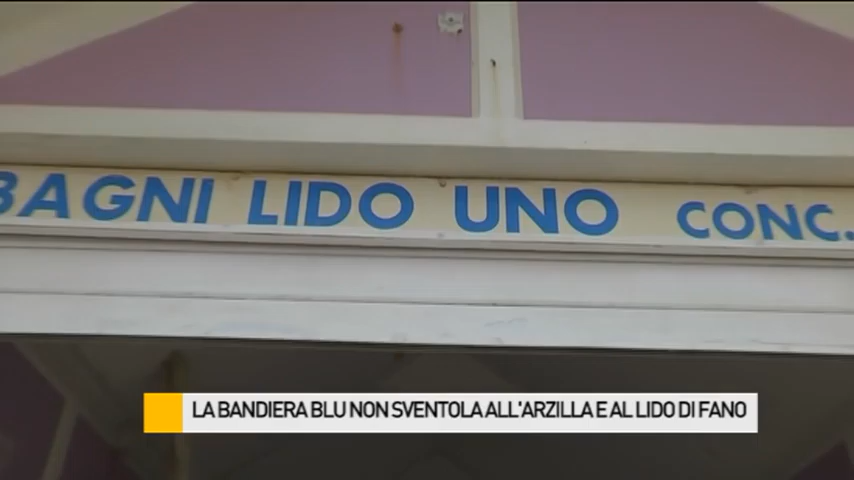 BAGNI LIDO UNO CONC.
LA BANDIERA BLU NON SVENTOLA ALL'ARZILLA E AL LIDO DI FANO